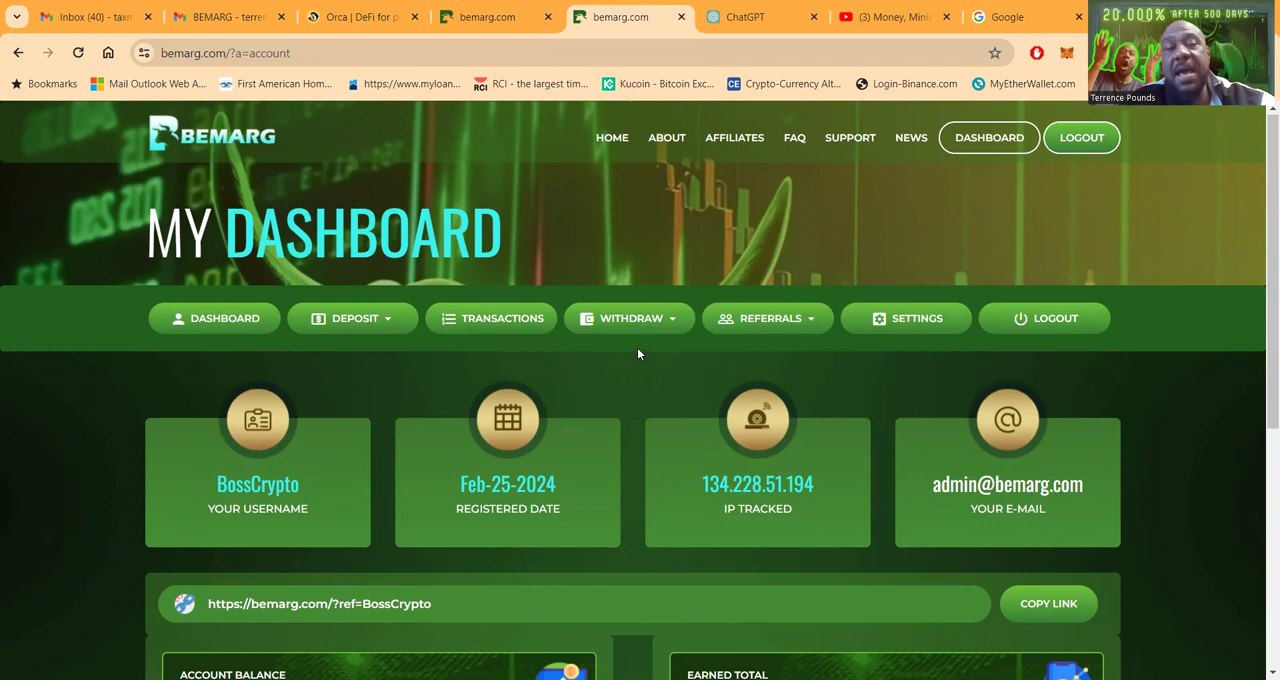 Inbox (40) - taxm
BEMARG - terren
Orca | DeFi for p
bemarg.com
bemarg.com
ChatGPT
(3) Money, Minis
Google
bemarg.com/?a=account
Bookmarks
Mail Outlook Web A...
First American Hom...
https://www.myloan...
RCI - the largest tim...
Kucoin - Bitcoin Exc...
Crypto-Currency Alt...
Login-Binance.com
MyEtherWallet.com
20,000% AFTER 500 DAYS
Terrence Pounds
BEMARG
HOME
ABOUT
AFFILIATES
FAQ
SUPPORT
NEWS
DASHBOARD
LOGOUT
MY DASHBOARD
DASHBOARD
DEPOSIT
TRANSACTIONS
WITHDRAW
REFERRALS
SETTINGS
LOGOUT
BossCrypto
YOUR USERNAME
Feb-25-2024
REGISTERED DATE
134.228.51.194
IP TRACKED
admin@bemarg.com
YOUR E-MAIL
https://bemarg.com/?ref=BossCrypto
COPY LINK
ACCOUNT BALANCE
EARNED TOTAL